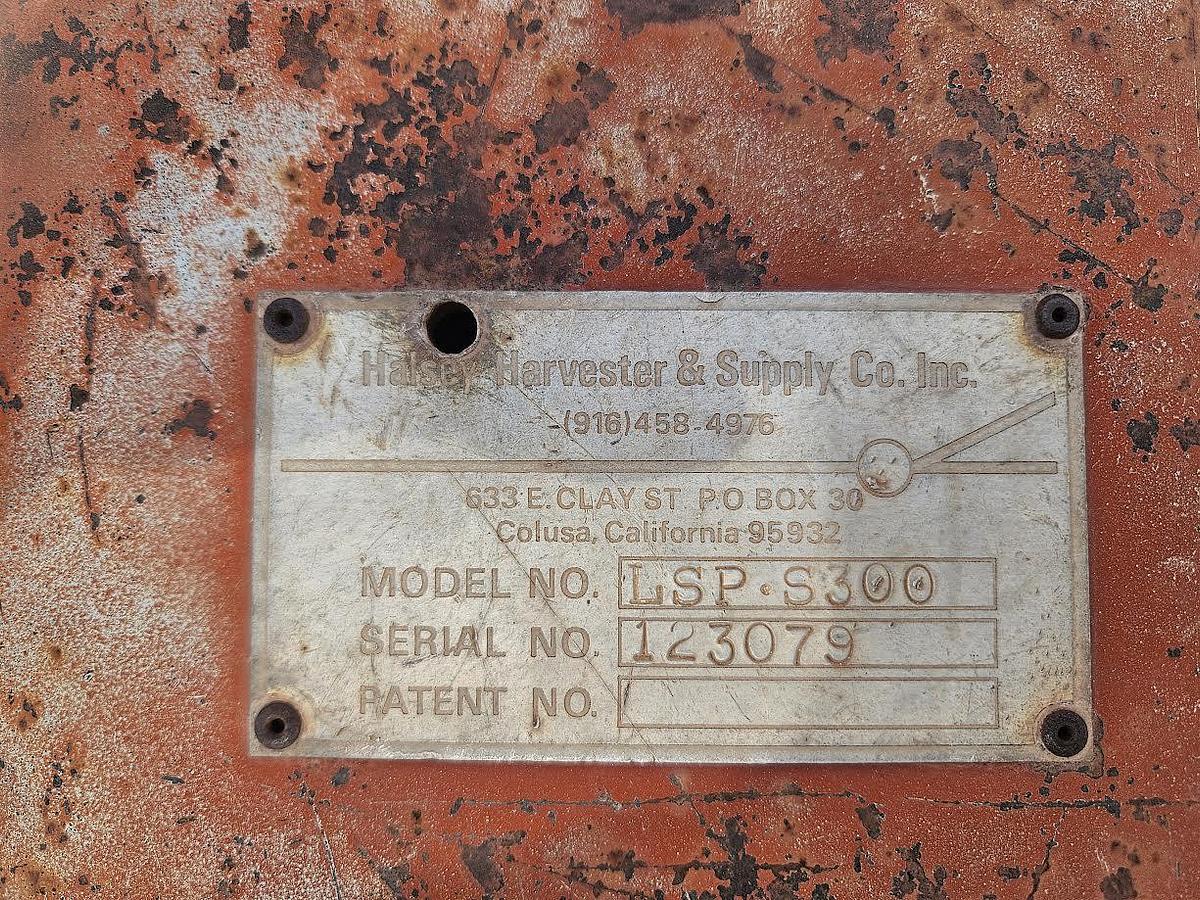 Halsey Harvester & Supply Co. Inc.
(916)458-4976
633 E. CLAY ST. P.O. BOX 30
Colusa, California 95932
MODEL NO. LSP·S300
SERIAL NO. 123079
PATENT NO.